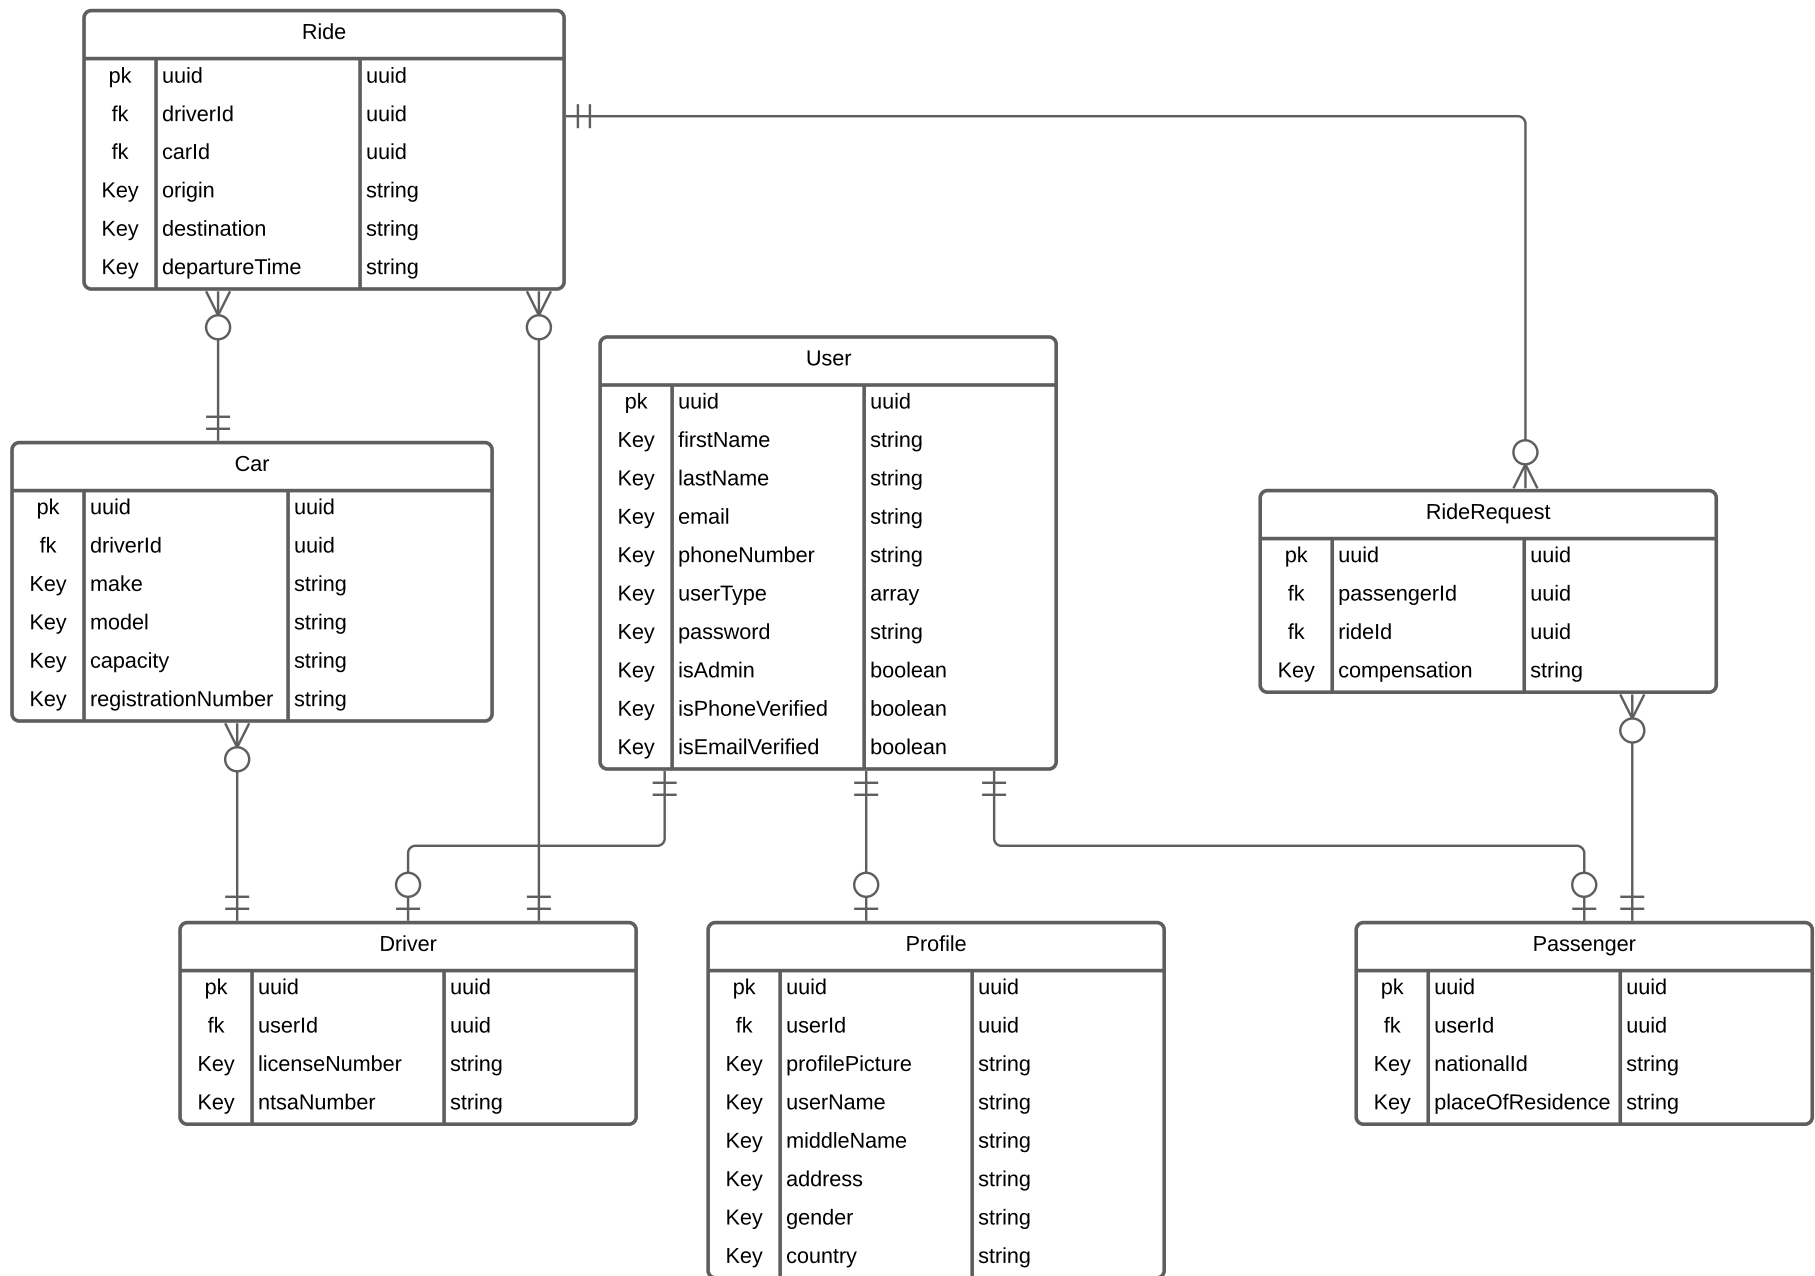 Ride
pk uuid uuid
fk driverId uuid
fk carId uuid
Key origin string
Key destination string
Key departureTime string
User
pk uuid uuid
Key firstName string
Key lastName string
Key email string
Key phoneNumber string
Key userType array
Key password string
Key isAdmin boolean
Key isPhoneVerified boolean
Key isEmailVerified boolean
Car
pk uuid uuid
fk driverId uuid
Key make string
Key model string
Key capacity string
Key registrationNumber string
RideRequest
pk uuid uuid
fk passengerId uuid
fk rideId uuid
Key compensation string
Driver
pk uuid uuid
fk userId uuid
Key licenseNumber string
Key ntsaNumber string
Profile
pk uuid uuid
fk userId uuid
Key profilePicture string
Key userName string
Key middleName string
Key address string
Key gender string
Key country string
Passenger
pk uuid uuid
fk userId uuid
Key nationalId string
Key placeOfResidence string